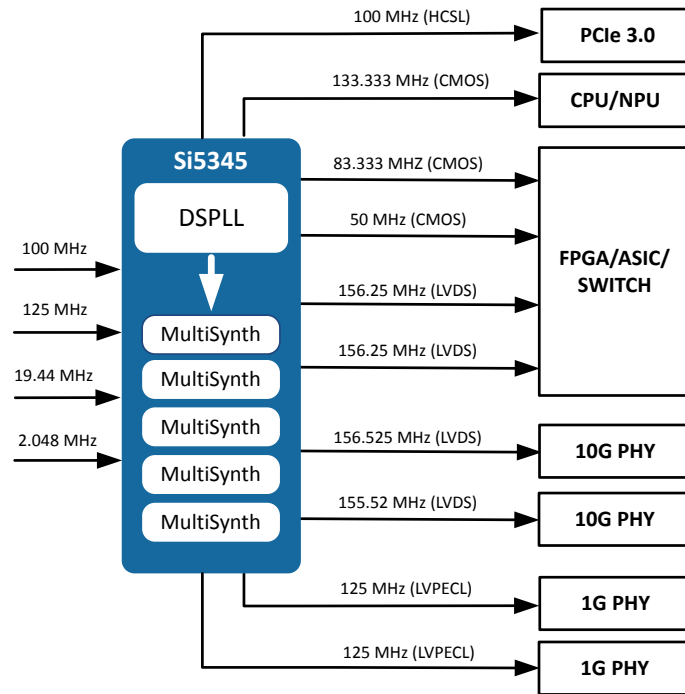 100 MHz (HCSL)
PCIe 3.0
133.333 MHz (CMOS)
CPU/NPU
Si5345
DSPLL
MultiSynth
MultiSynth
MultiSynth
MultiSynth
MultiSynth
100 MHz
125 MHz
19.44 MHz
2.048 MHz
83.333 MHZ (CMOS)
50 MHz (CMOS)
156.25 MHz (LVDS)
156.25 MHz (LVDS)
FPGA/ASIC/
SWITCH
156.525 MHz (LVDS)
10G PHY
155.52 MHz (LVDS)
10G PHY
125 MHz (LVPECL)
1G PHY
125 MHz (LVPECL)
1G PHY